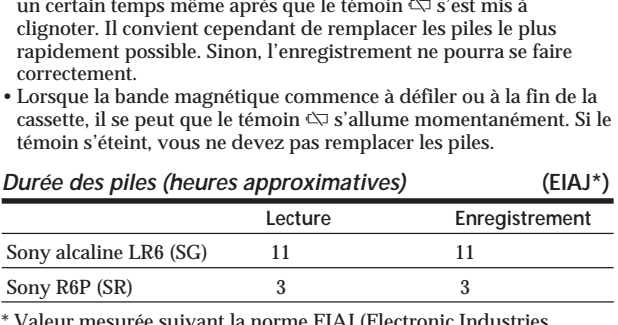 un certain temps même après que le témoin s’est mis à
clignoter. Il convient cependant de remplacer les piles le plus
rapidement possible. Sinon, l’enregistrement ne pourra se faire
correctement.
• Lorsque la bande magnétique commence à défiler ou à la fin de la
cassette, il se peut que le témoin s’allume momentanément. Si le
témoin s’éteint, vous ne devez pas remplacer les piles.
Durée des piles (heures approximatives) (EIAJ*)
Lecture Enregistrement
Sony alcaline LR6 (SG) 11 11
Sony R6P (SR) 3 3
* Valeur mesurée suivant la norme EIAJ (Electronic Industries